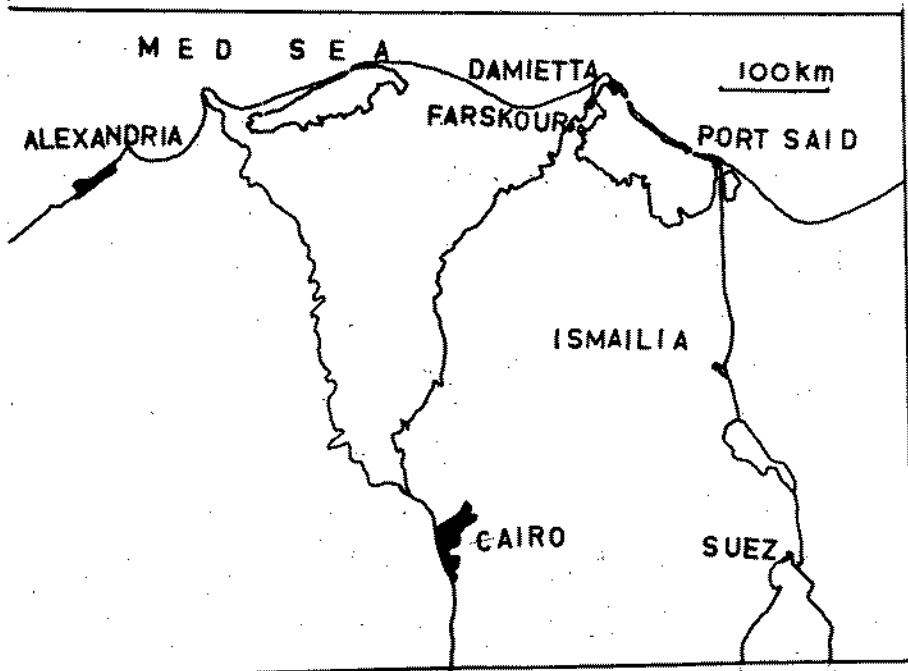 MED SEA
DAMIETTA
100km
FARSKOUR
ALEXANDRIA
PORT SAID
ISMAILIA
CAIRO
SUEZ